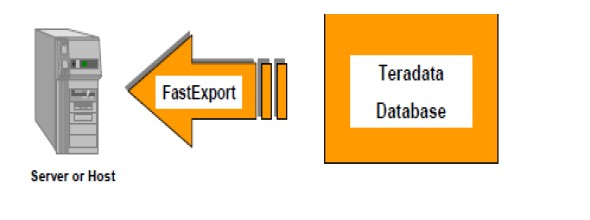 FastExport
Teradata
Database
Server or Host